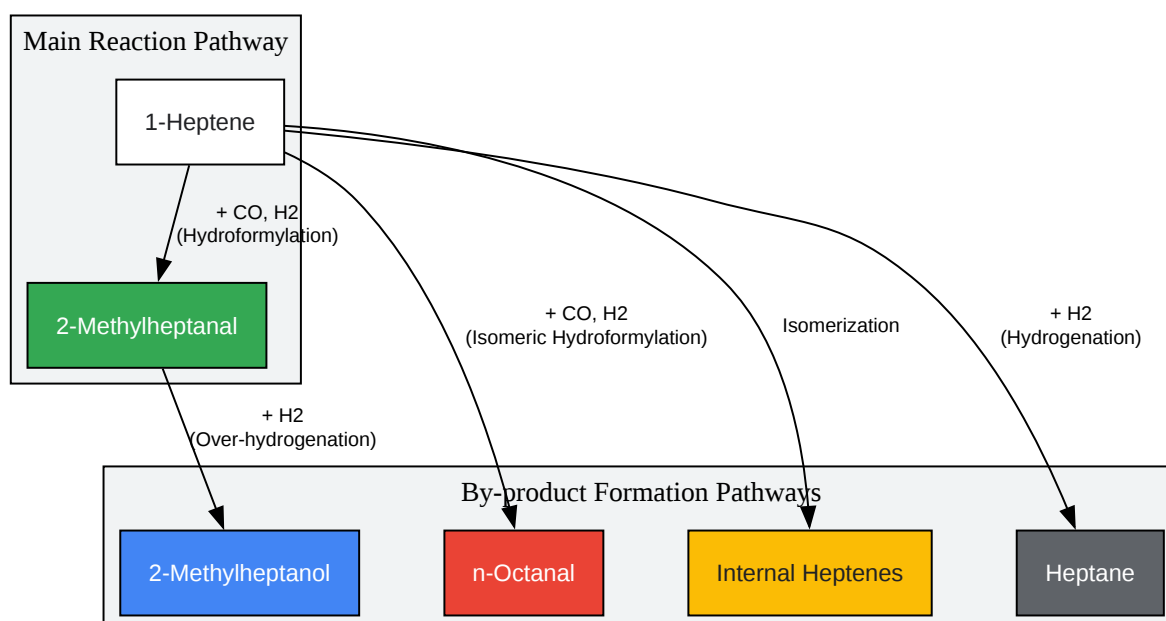 Main Reaction Pathway
1-Heptene
+ CO, H2
(Hydroformylation)
2-Methylheptanal
+ CO, H2
(Isomeric Hydroformylation)
Isomerization
+ H2
(Hydrogenation)
+ H2
(Over-hydrogenation)
By-product Formation Pathways
2-Methylheptanol
n-Octanal
Internal Heptenes
Heptane